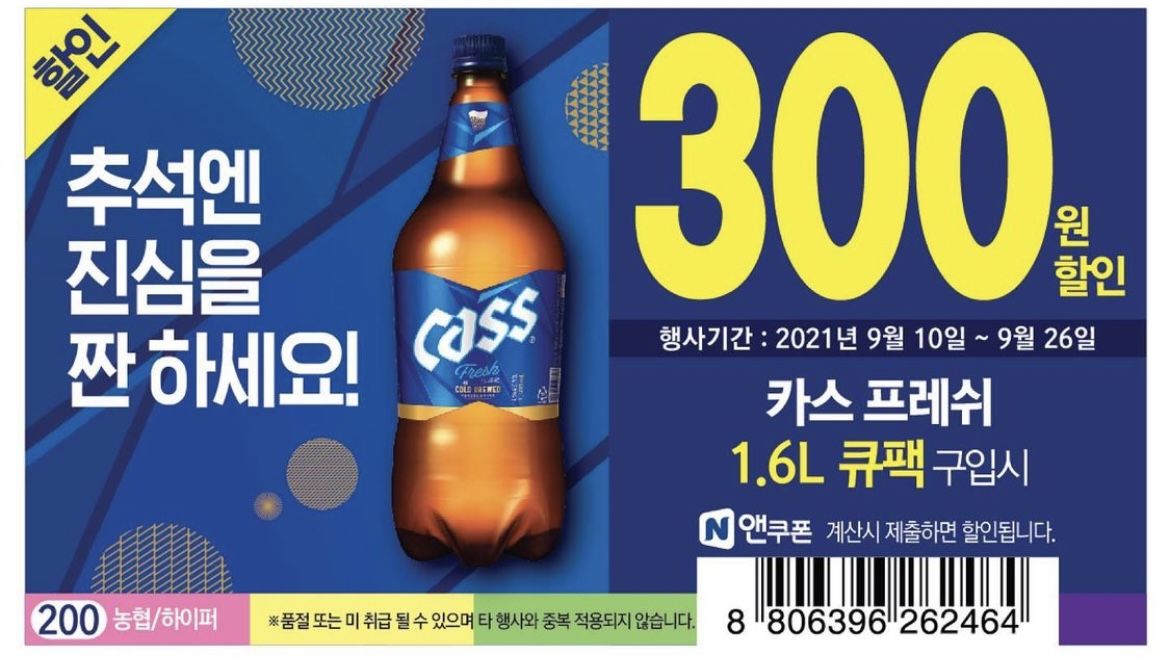 할인
추석엔
진심을
짠 하세요!
cass
Fresh
COLD BREWED
300원 할인
행사기간 : 2021년 9월 10일 ~ 9월 26일
카스 프레쉬
1.6L 큐팩 구입시
N 앤쿠폰 계산시 제출하면 할인됩니다.
200 농협/하이퍼
※품절 또는 미 취급 될 수 있으며 타 행사와 중복 적용되지 않습니다.
8 806396 262464